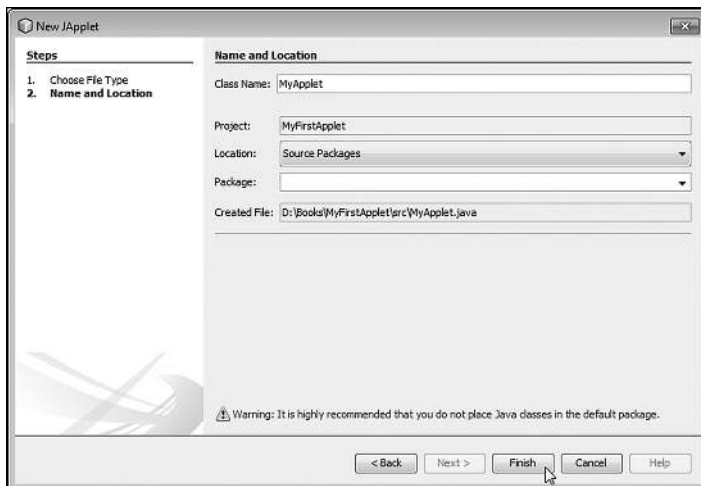 New JApplet
Steps
1. Choose File Type
2. Name and Location
Name and Location
Class Name: MyApplet
Project: MyFirstApplet
Location: Source Packages
Package:
Created File: D:\Books\MyFirstApplet\src\MyApplet.java
Warning: It is highly recommended that you do not place Java classes in the default package.
< Back Next > Finish Cancel Help